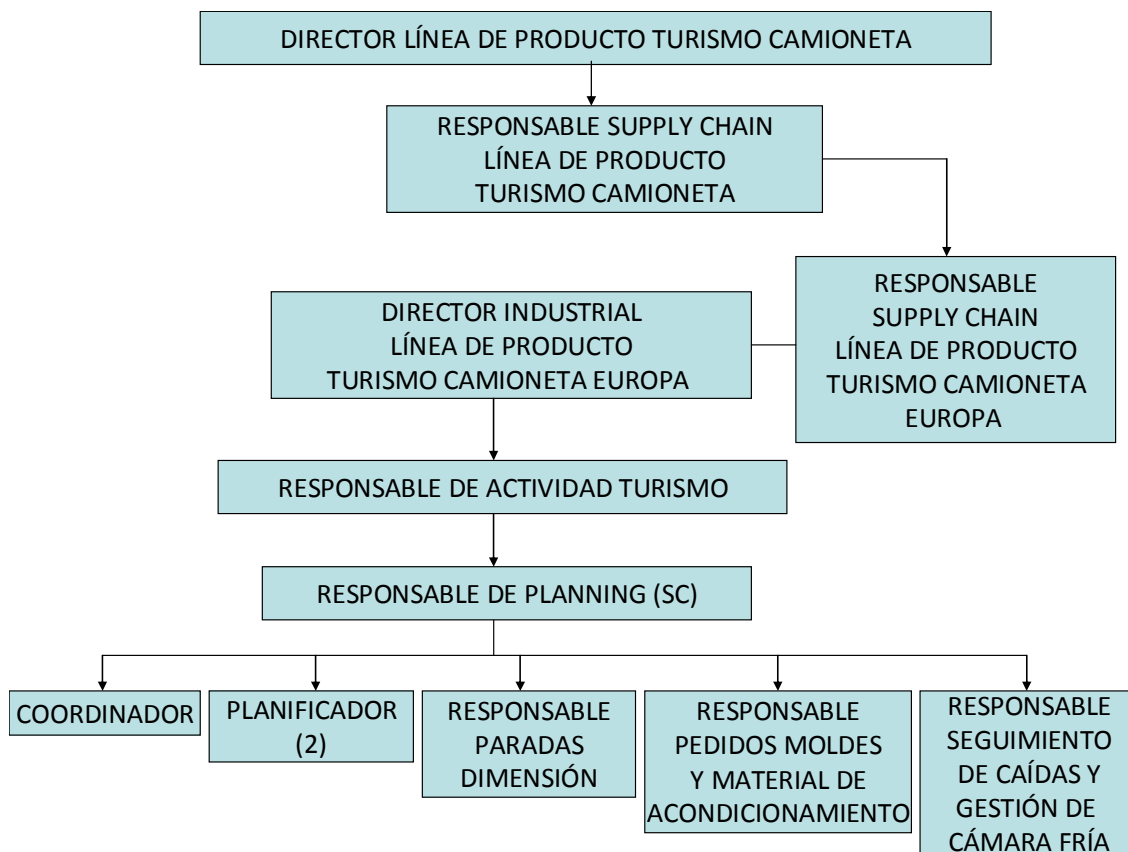 DIRECTOR LÍNEA DE PRODUCTO TURISMO CAMIONETA
RESPONSABLE SUPPLY CHAIN
LÍNEA DE PRODUCTO
TURISMO CAMIONETA
RESPONSABLE
SUPPLY CHAIN
LÍNEA DE PRODUCTO
TURISMO CAMIONETA
EUROPA
DIRECTOR INDUSTRIAL
LÍNEA DE PRODUCTO
TURISMO CAMIONETA EUROPA
RESPONSABLE DE ACTIVIDAD TURISMO
RESPONSABLE DE PLANNING (SC)
COORDINADOR
PLANIFICADOR
(2)
RESPONSABLE
PARADAS
DIMENSIÓN
RESPONSABLE
PEDIDOS MOLDES
Y MATERIAL DE
ACONDICIONAMIENTO
RESPONSABLE
SEGUIMIENTO
DE CAÍDAS Y
GESTIÓN DE
CÁMARA FRÍA